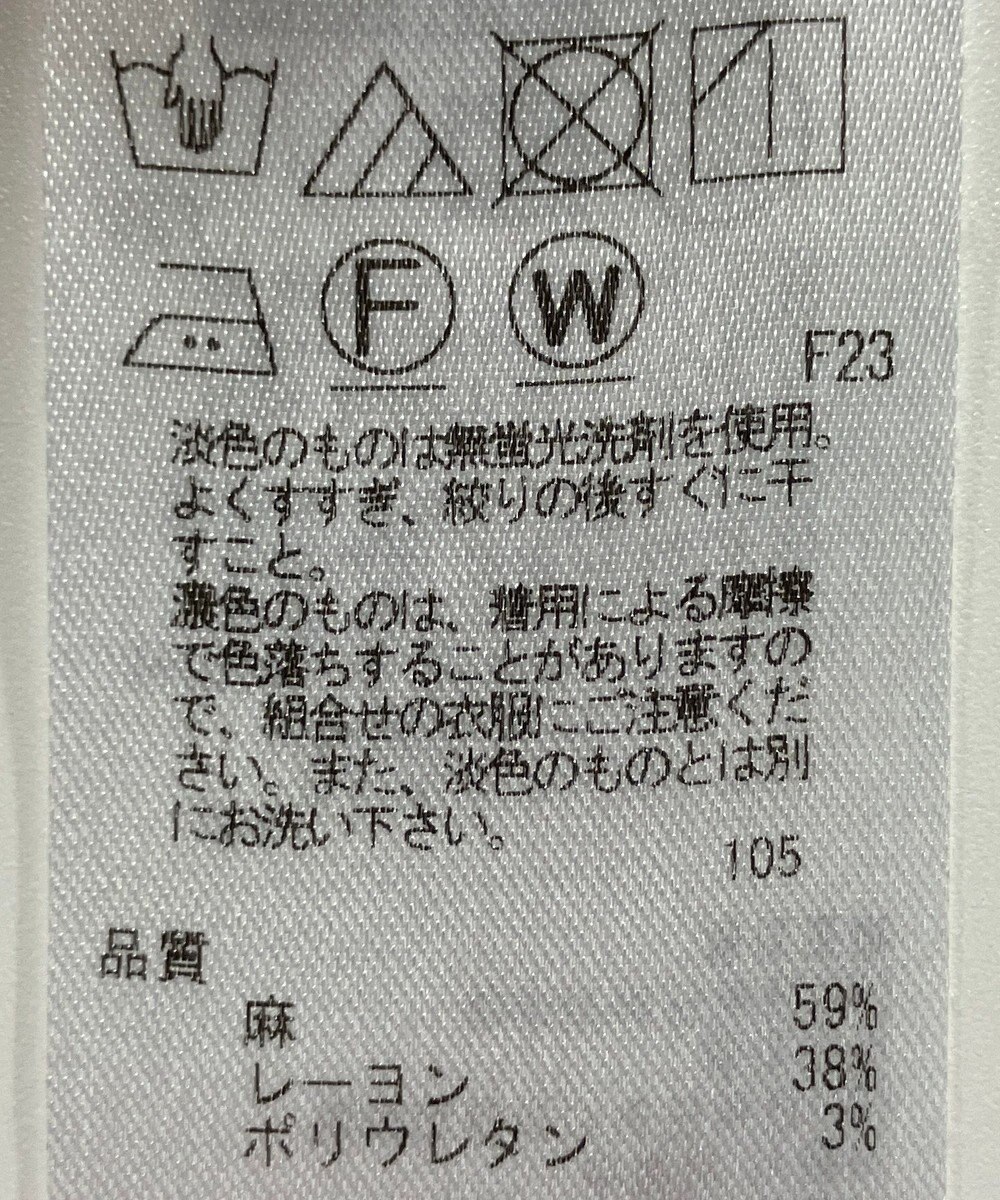 F W
F23
淡色のものは無蛍光洗剤を使用。
よくすすぎ、絞りの後すぐに干
すこと。
濃色のものは、着用による摩擦
で色落ちすることがありますの
で、組合せの衣服にご注意くだ
さい。また、淡色のものとは別
にお洗い下さい。
105
品質
麻 59%
レーヨン 38%
ポリウレタン 3%